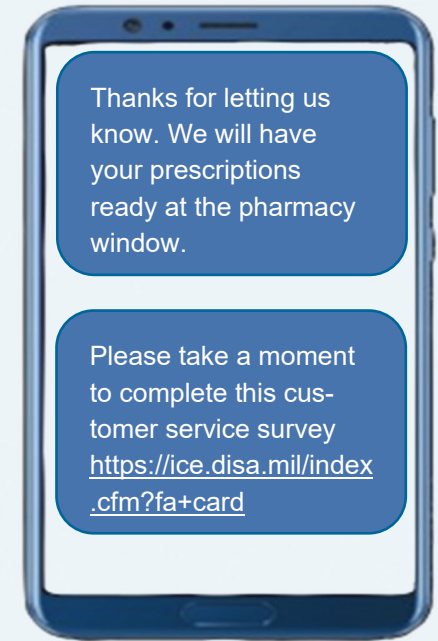 Thanks for letting us
know. We will have
your prescriptions
ready at the pharmacy
window.
Please take a moment
to complete this cus-
tomer service survey
https://ice.disa.mil/index
.cfm?fa+card